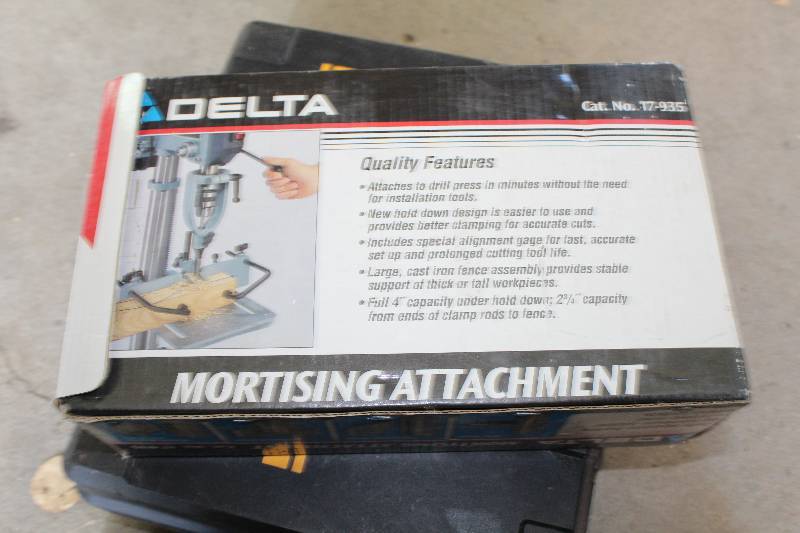 DELTA
Cat. No. 17-935
Quality Features
• Attaches to drill press in minutes without the need
for installation tools.
• New hold down design is easier to use and
provides better clamping for accurate cuts.
• Includes special alignment gage for fast, accurate
set up and prolonged cutting tool life.
• Large, cast iron fence assembly provides stable
support of thick or tall workpieces.
• Full 4" capacity under hold down; 2¾" capacity
from ends of clamp rods to fence.
MORTISING ATTACHMENT